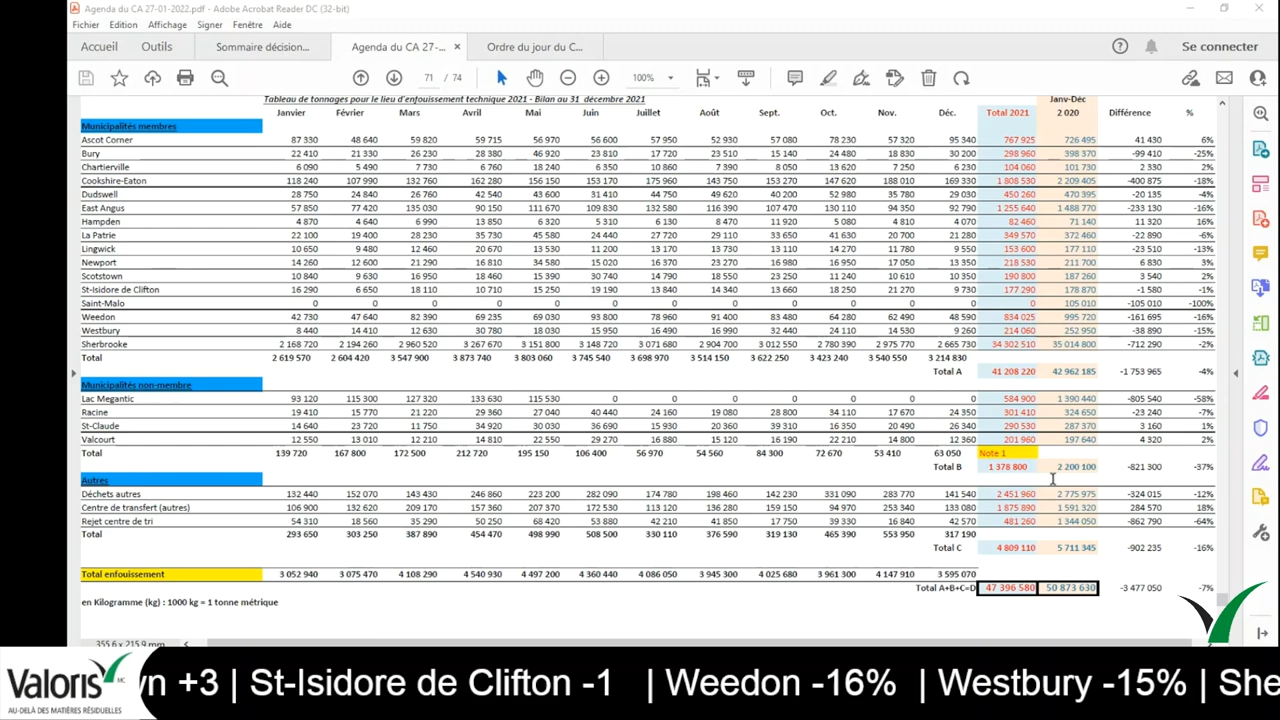 Agenda du CA 27-01-2022.pdf - Adobe Acrobat Reader DC (32-bit)
Fichier Edition Affichage Signer Fenêtre Aide
Accueil Outils Sommaire décision... Agenda du CA 27-... × Ordre du jour du C... Se connecter
71 / 74 100%
Tableau de tonnages pour le lieu d'enfouissement technique 2021 - Bilan au 31 décembre 2021 Janv-Déc
Janvier Février Mars Avril Mai Juin Juillet Août Sept. Oct. Nov. Déc. Total 2021 2 020 Différence %
Municipalités membres
Ascot Corner 87 330 48 640 59 820 59 715 56 970 56 600 57 950 52 930 57 080 78 230 57 320 95 340 767 925 726 495 41 430 6%
Bury 22 410 21 330 26 330 28 380 46 920 23 810 17 720 23 510 15 140 24 480 18 830 30 200 298 960 398 370 -99 410 -25%
Chartierville 6 090 5 490 7 730 6 760 18 240 6 350 10 860 7 390 8 050 13 620 7 250 6 230 104 060 101 730 2 330 2%
Cookshire-Eaton 118 240 107 990 132 760 162 280 156 150 153 170 175 960 143 750 153 270 147 620 188 010 169 330 1 808 530 2 209 405 -400 875 -18%
Dudswell 28 750 24 840 26 760 42 540 43 600 31 410 44 750 49 620 40 200 52 980 35 780 29 030 450 260 470 395 -20 135 -4%
East Angus 57 850 77 420 135 030 90 150 111 670 109 830 132 580 116 390 107 470 130 110 94 350 92 790 1 255 640 1 488 770 -233 130 -16%
Hampden 4 870 4 640 6 990 13 850 6 320 5 310 6 130 8 470 11 920 5 080 4 810 4 070 82 460 71 140 11 320 16%
La Patrie 22 100 19 400 28 230 35 730 45 580 24 440 27 720 29 110 33 650 41 630 20 700 21 280 349 570 372 460 -22 890 -6%
Lingwick 10 650 9 480 12 460 20 670 13 530 11 200 13 170 13 730 13 110 14 270 11 780 9 550 153 600 177 110 -23 510 -13%
Newport 14 260 12 600 21 290 16 810 34 580 16 340 16 370 23 270 16 980 16 950 17 050 13 350 218 530 211 700 6 830 3%
Scotstown 10 840 9 630 16 950 18 460 15 390 30 740 14 790 18 550 23 250 11 240 10 610 10 350 190 800 187 260 3 540 2%
St-Isidore de Clifton 16 290 6 650 18 110 10 710 15 250 19 190 13 840 14 340 13 660 18 250 21 270 9 730 177 290 178 870 -1 580 -1%
Saint-Malo 0 0 0 0 0 0 0 0 0 0 0 0 0 105 010 -105 010 -100%
Weedon 42 730 47 640 82 390 69 235 69 030 93 800 78 960 91 400 83 480 64 280 62 490 48 590 834 025 995 720 -161 695 -16%
Westbury 8 440 14 410 12 630 30 780 18 030 15 950 16 490 16 990 32 440 24 110 14 530 9 260 214 060 252 950 -38 890 -15%
Sherbrooke 2 168 720 2 194 260 2 960 520 3 267 670 3 151 800 3 148 720 3 071 680 2 904 700 3 012 550 2 780 390 2 975 770 2 665 730 34 302 510 35 014 800 -712 290 -2%
Total 2 619 570 2 604 420 3 547 900 3 873 740 3 803 060 3 745 540 3 698 970 3 514 150 3 622 250 3 423 240 3 540 550 3 214 830
Total A 41 208 220 42 962 185 -1 753 965 -4%
Municipalités non-membre
Lac Megantic 93 120 115 300 127 320 133 630 115 530 0 0 0 0 0 0 0 584 900 1 390 440 -805 540 -58%
Racine 19 410 15 770 21 220 29 360 27 040 40 440 24 160 19 080 28 800 34 110 17 670 24 350 301 410 324 650 -23 240 -7%
St-Claude 14 640 23 720 11 750 34 920 30 030 36 690 15 930 20 360 39 310 16 350 20 490 26 340 290 530 287 370 3 160 1%
Valcourt 12 550 13 010 12 210 14 810 22 550 29 270 16 880 15 120 16 190 22 210 14 800 12 360 201 960 197 640 4 320 2%
Total 139 720 167 800 172 500 212 720 195 150 106 400 56 970 54 560 84 300 72 670 53 410 63 050 Note 1
Total B 1 378 800 2 200 100 -821 300 -37%
Autres
Déchets autres 132 440 152 070 143 430 246 860 223 200 282 090 174 780 198 460 142 230 331 090 283 770 141 540 2 451 960 2 775 975 -324 015 -12%
Centre de transfert (autres) 106 900 132 620 209 170 157 360 207 370 172 530 113 120 136 280 159 150 94 970 253 340 133 080 1 875 890 1 591 320 284 570 18%
Rejet centre de tri 54 310 18 560 35 290 50 250 68 420 53 880 42 210 41 850 17 750 39 330 16 840 42 570 481 260 1 344 050 -862 790 -64%
Total 293 650 303 250 387 890 454 470 498 990 508 500 330 110 376 590 319 130 465 390 553 950 317 190
Total C 4 809 110 5 711 345 -902 235 -16%
Total enfouissement 3 052 940 3 075 470 4 108 290 4 540 930 4 497 200 4 360 440 4 086 050 3 945 300 4 025 680 3 961 300 4 147 910 3 595 070
Total A+B+C=D 47 396 580 50 873 630 -3 477 050 -7%
en Kilogramme (kg) : 1000 kg = 1 tonne métrique
355,6 x 215,9 mm
Valoris MC
AU-DELÀ DES MATIÈRES RÉSIDUELLES
vn +3 | St-Isidore de Clifton -1 | Weedon -16% | Westbury -15% | She